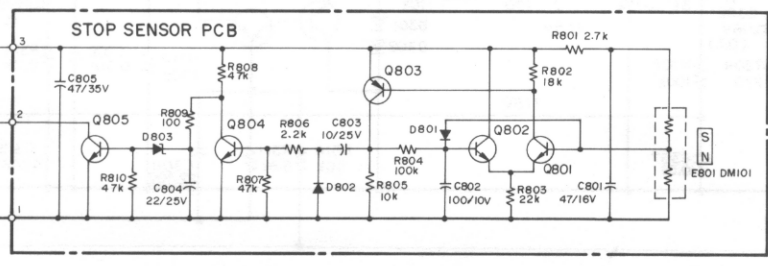 STOP SENSOR PCB
3
2
1
C805
47/35V
Q805
R810
47k
D803
R809
100
C804
22/25V
R808
47k
Q804
R807
47k
R806
2.2k
D802
C803
10/25V
Q803
R805
10k
R804
100k
D801
C802
100/10V
Q802
R801 2.7k
R802
18k
Q801
R803
22k
C801
47/16V
S
N
E801 DM101